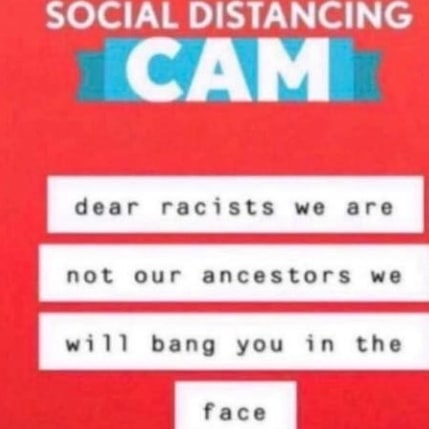 SOCIAL DISTANCING
CAM
dear racists we are
not our ancestors we
will bang you in the
face